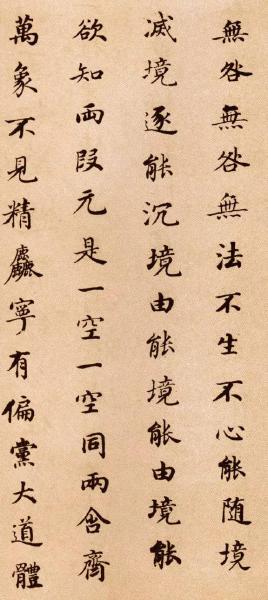 無咎無咎無法不生不心能随境
滅境逐能沉境由能境能由境能
欲知兩段元是一空一空同兩含齊
萬象不見精麤寧有偏黨大道體